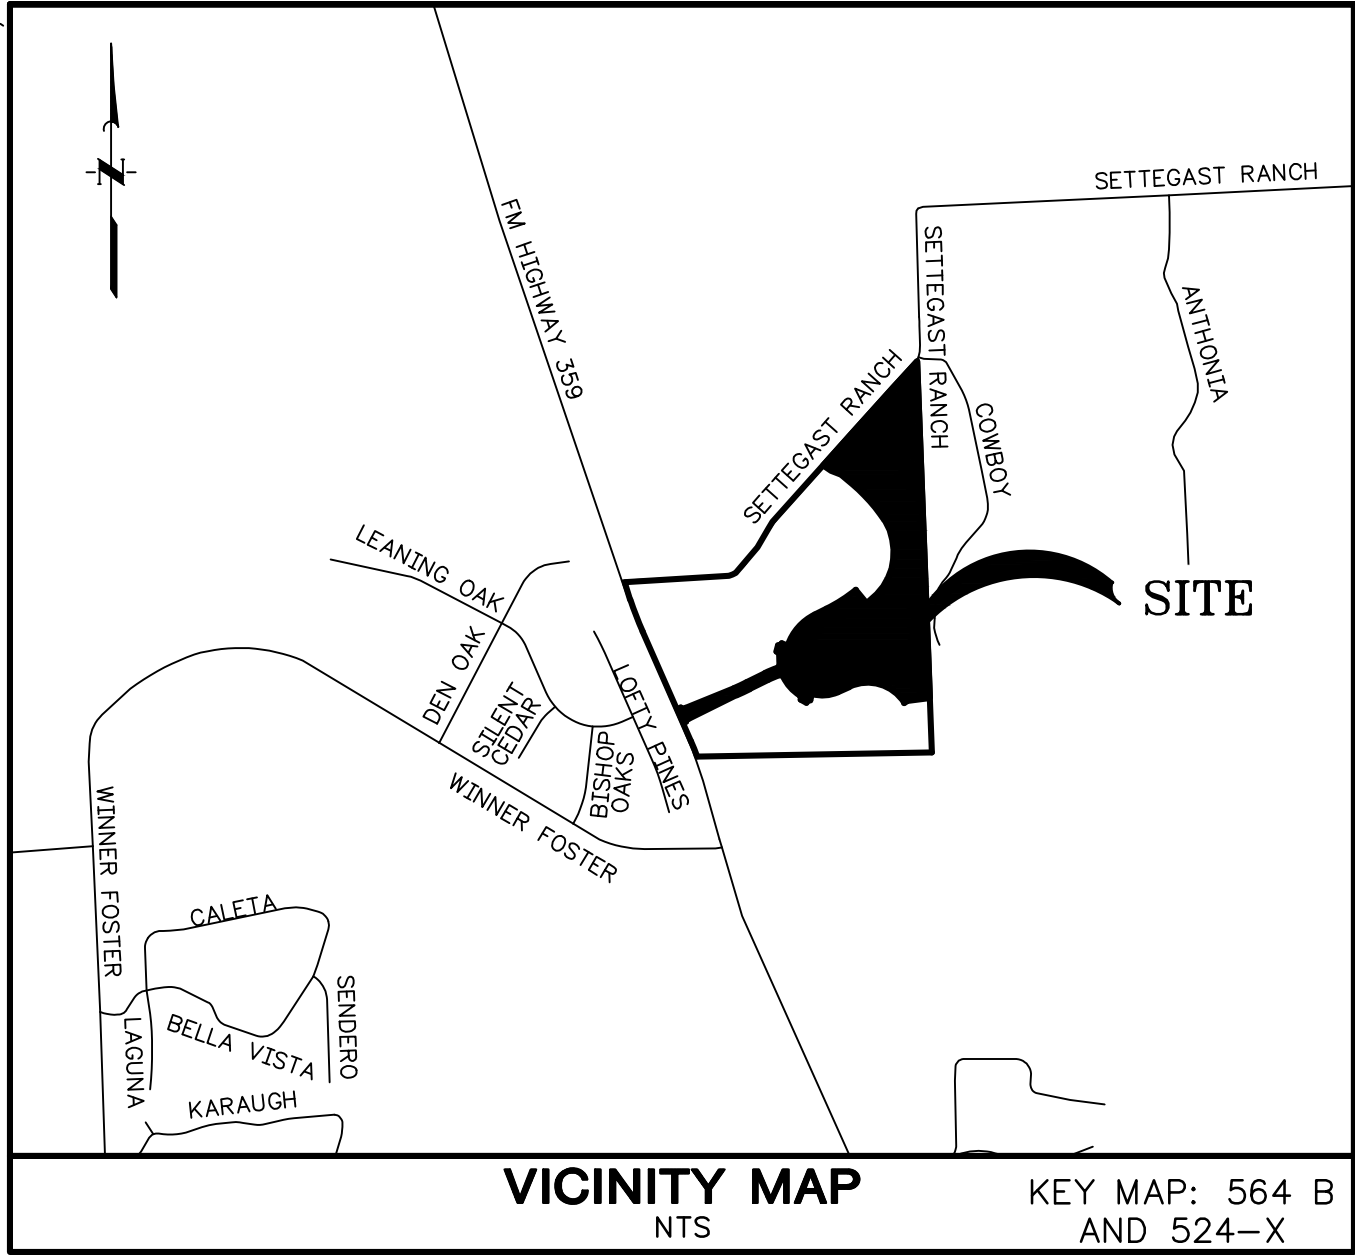 N
SETTEGAST RANCH
FM HIGHWAY 359
SETTEGAST RANCH
ANTHONIA
SETTEGAST RANCH
COWBOY
LEANING OAK
SITE
DEN OAK
LOFTY PINES
SILENT
CEDAR
BISHOP
OAKS
WINNER FOSTER
WINNER FOSTER
CALETA
SENDERO
LAGUNA
BELLA VISTA
KARAUGH
VICINITY MAP
NTS
KEY MAP: 564 B
AND 524-X